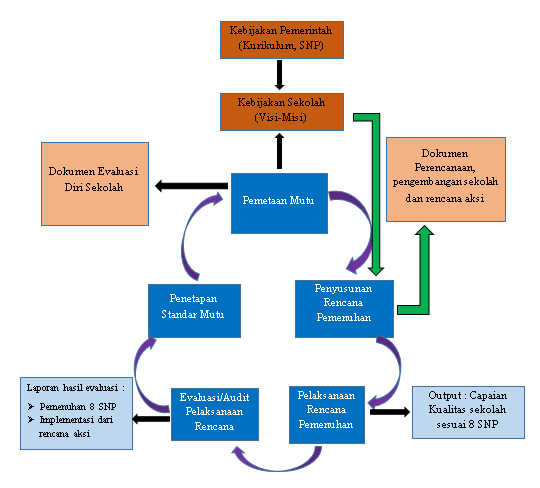 Kebijakan Pemerintah
(Kurikulum, SNP)
Kebijakan Sekolah
(Visi-Misi)
Dokumen Evaluasi
Diri Sekolah
Pemetaan Mutu
Dokumen
Perencanaan,
pengembangan sekolah
dan rencana aksi
Penetapan
Standar Mutu
Penyusunan
Rencana
Pemenuhan
Laporan hasil evaluasi :
➢ Pemenuhan 8 SNP
➢ Implementasi dari
rencana aksi
Evaluasi/Audit
Pelaksanaan
Rencana
Pelaksanaan
Rencana
Pemenuhan
Output : Capaian
Kualitas sekolah
sesuai 8 SNP